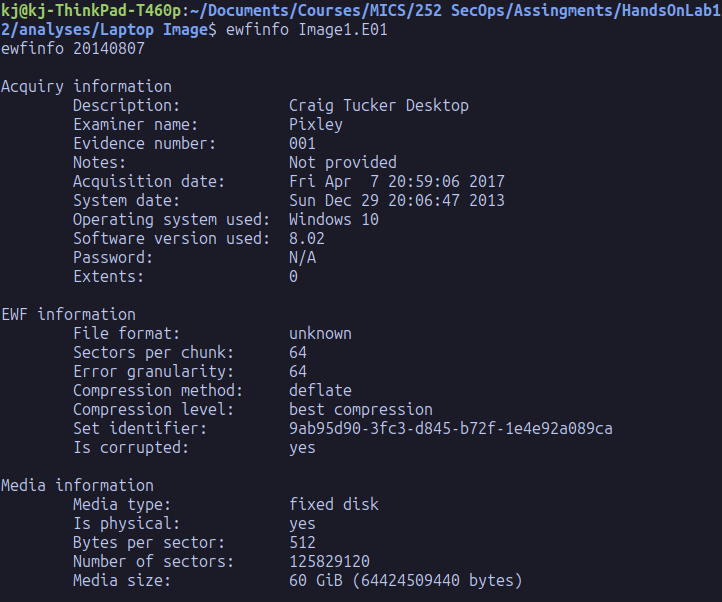 kj@kj-ThinkPad-T460p:~/Documents/Courses/MICS/252 SecOps/Assingments/HandsOnLab1
2/analyses/Laptop Image$ ewfinfo Image1.E01
ewfinfo 20140807
Acquiry information
Description: Craig Tucker Desktop
Examiner name: Pixley
Evidence number: 001
Notes: Not provided
Acquisition date: Fri Apr  7 20:59:06 2017
System date: Sun Dec 29 20:06:47 2013
Operating system used: Windows 10
Software version used: 8.02
Password: N/A
Extents: 0
EWF information
File format: unknown
Sectors per chunk: 64
Error granularity: 64
Compression method: deflate
Compression level: best compression
Set identifier: 9ab95d90-3fc3-d845-b72f-1e4e92a089ca
Is corrupted: yes
Media information
Media type: fixed disk
Is physical: yes
Bytes per sector: 512
Number of sectors: 125829120
Media size: 60 GiB (64424509440 bytes)